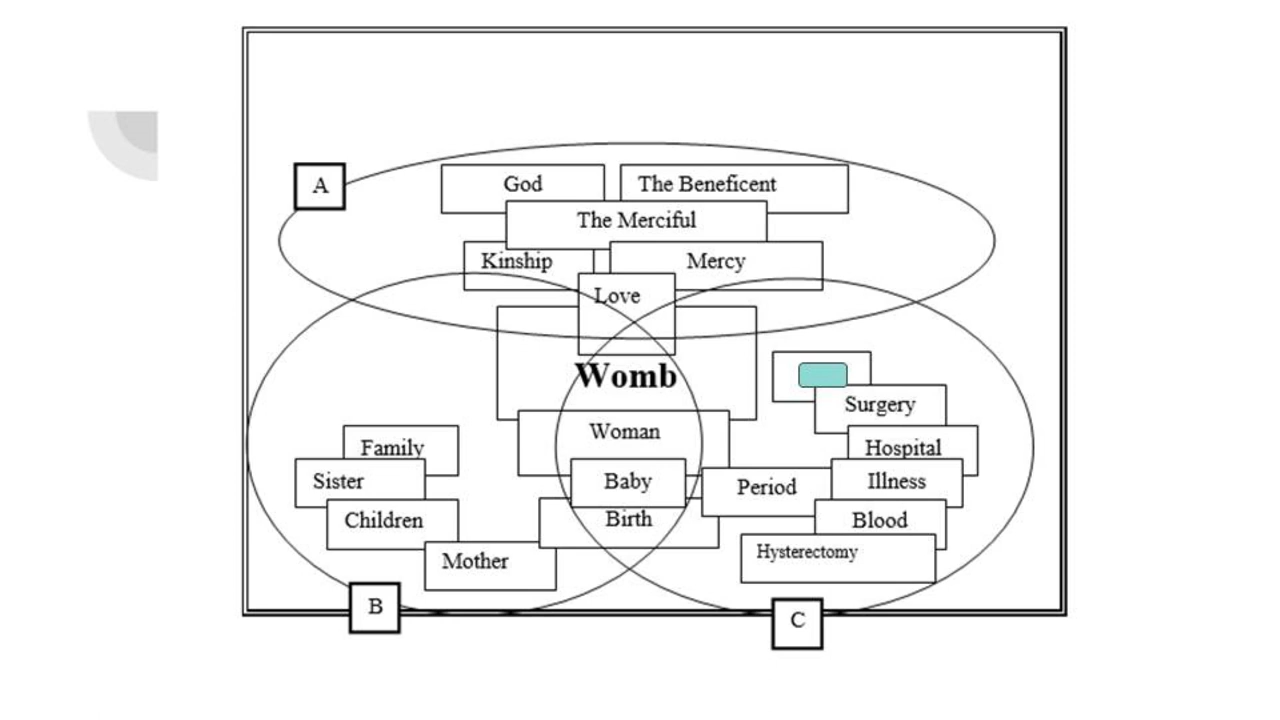 A
God
The Beneficent
The Merciful
Kinship
Mercy
Love
Womb
Surgery
Woman
Family
Hospital
Sister
Baby
Period
Illness
Children
Birth
Blood
Mother
Hysterectomy
B
C